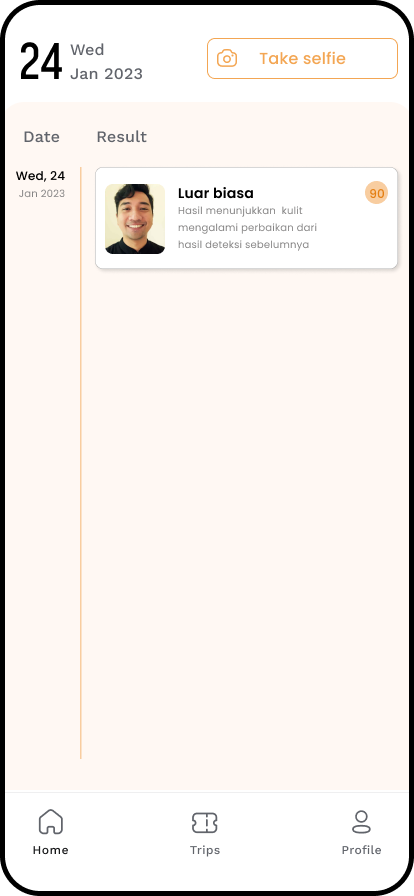 24
Wed
Jan 2023
Take selfie
Date
Result
Wed, 24
Jan 2023
Luar biasa
90
Hasil menunjukkan kulit
mengalami perbaikan dari
hasil deteksi sebelumnya
Home
Trips
Profile